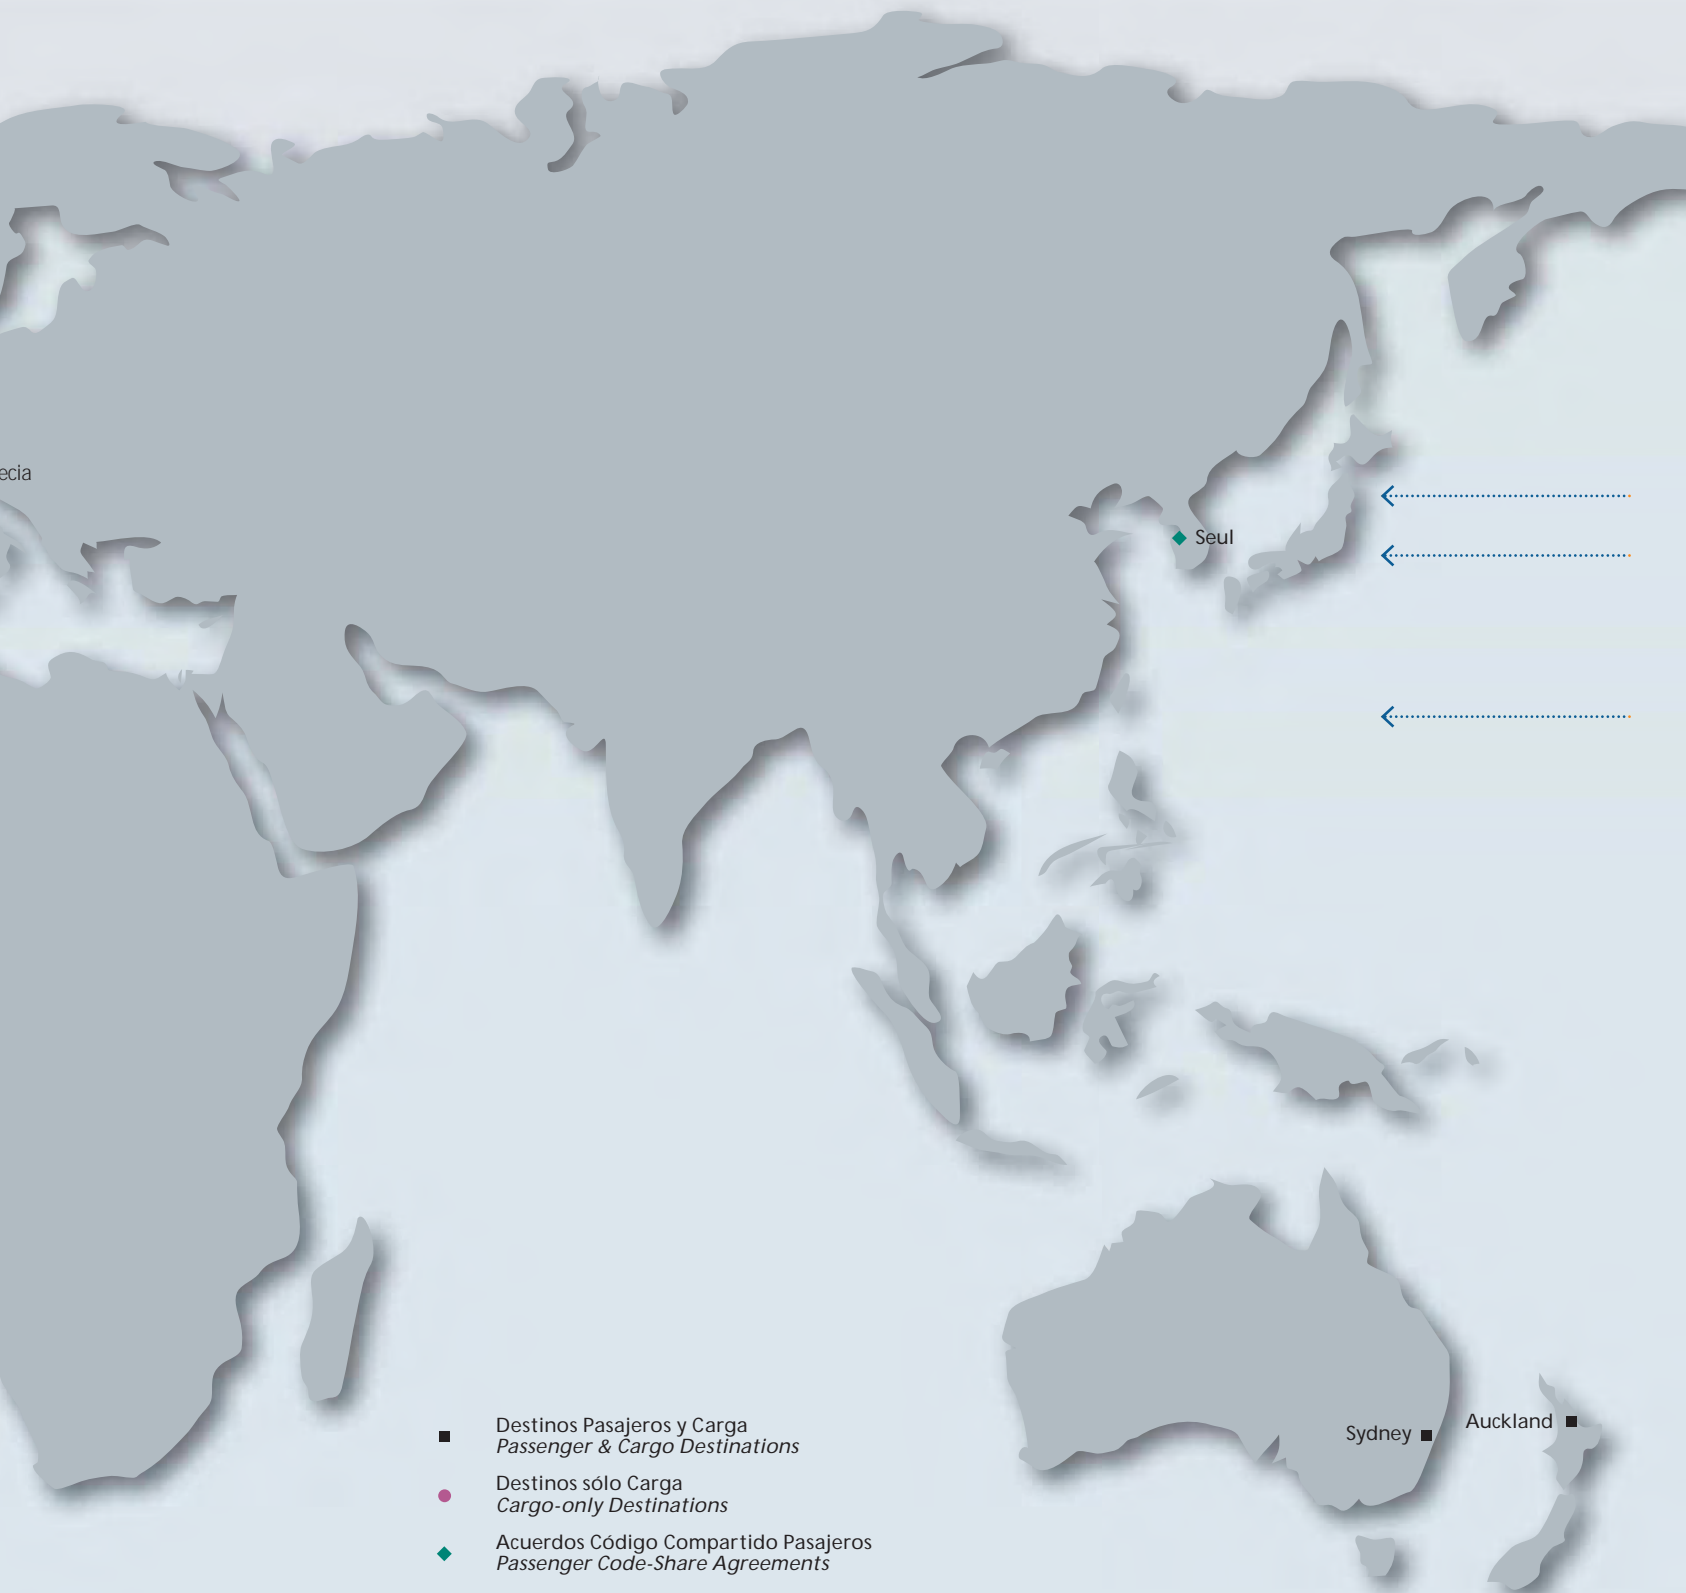 ecia
Seul
Auckland
Sydney
Destinos Pasajeros y Carga
Passenger & Cargo Destinations
Destinos sólo Carga
Cargo-only Destinations
Acuerdos Código Compartido Pasajeros
Passenger Code-Share Agreements